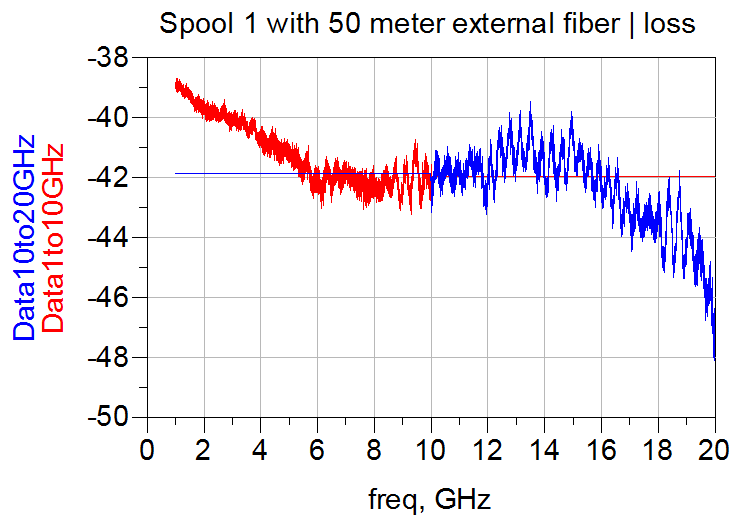 Spool 1 with 50 meter external fiber | loss
Data10to20GHz
Data1to10GHz
-38
-40
-42
-44
-46
-48
-50
0 2 4 6 8 10 12 14 16 18 20
freq, GHz